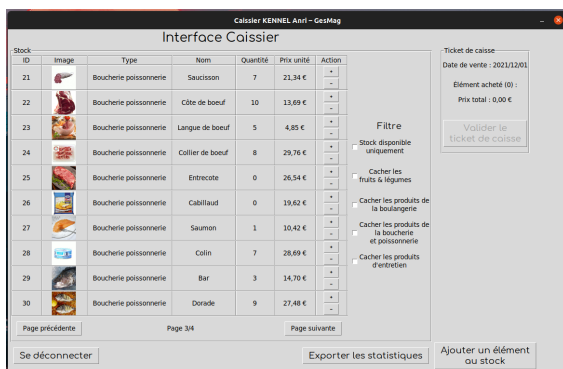 Caissier KENNEL Anri – GesMag
Interface Caissier
Stock
ID Image Type Nom Quantité Prix unité Action
21 Boucherie poissonnerie Saucisson 7 21,34 € + -
22 Boucherie poissonnerie Côte de boeuf 10 13,69 € + -
23 Boucherie poissonnerie Langue de boeuf 5 4,85 € + -
24 Boucherie poissonnerie Collier de boeuf 8 29,76 € + -
25 Boucherie poissonnerie Entrecote 0 26,54 € + -
26 Boucherie poissonnerie Cabillaud 0 19,62 € + -
27 Boucherie poissonnerie Saumon 1 10,42 € + -
28 Boucherie poissonnerie Colin 7 28,69 € + -
29 Boucherie poissonnerie Bar 3 14,70 € + -
30 Boucherie poissonnerie Dorade 9 27,48 € + -
Page précédente Page 3/4 Page suivante
Filtre
Stock disponible
uniquement
Cacher les
fruits & légumes
Cacher les produits de
la boulangerie
Cacher les produits de
la boucherie
et poissonnerie
Cacher les produits
d'entretien
Ticket de caisse
Date de vente : 2021/12/01
Élément acheté (0) :
Prix total : 0,00 €
Valider le
ticket de caisse
Se déconnecter
Exporter les statistiques
Ajouter un élément
au stock